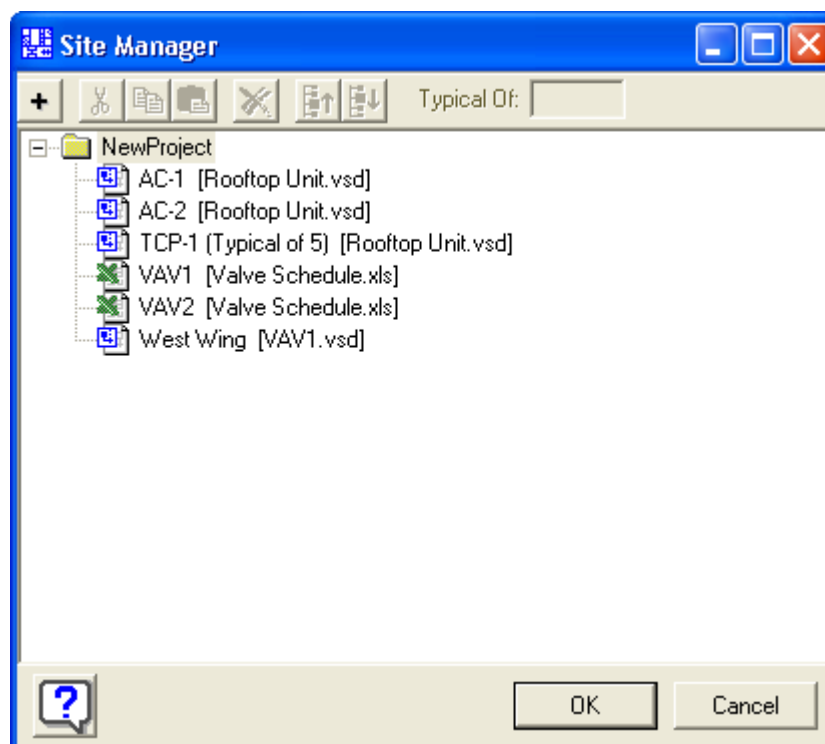 Site Manager
Typical Of:
NewProject
AC-1 [Rooftop Unit.vsd]
AC-2 [Rooftop Unit.vsd]
TCP-1 (Typical of 5) [Rooftop Unit.vsd]
VAV1 [Valve Schedule.xls]
VAV2 [Valve Schedule.xls]
West Wing [VAV1.vsd]
OK Cancel